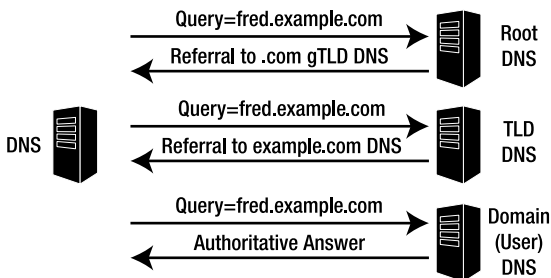 Query=fred.example.com
Root
DNS
Referral to .com gTLD DNS
Query=fred.example.com
TLD
DNS
DNS
Referral to example.com DNS
Query=fred.example.com
Domain
(User)
DNS
Authoritative Answer